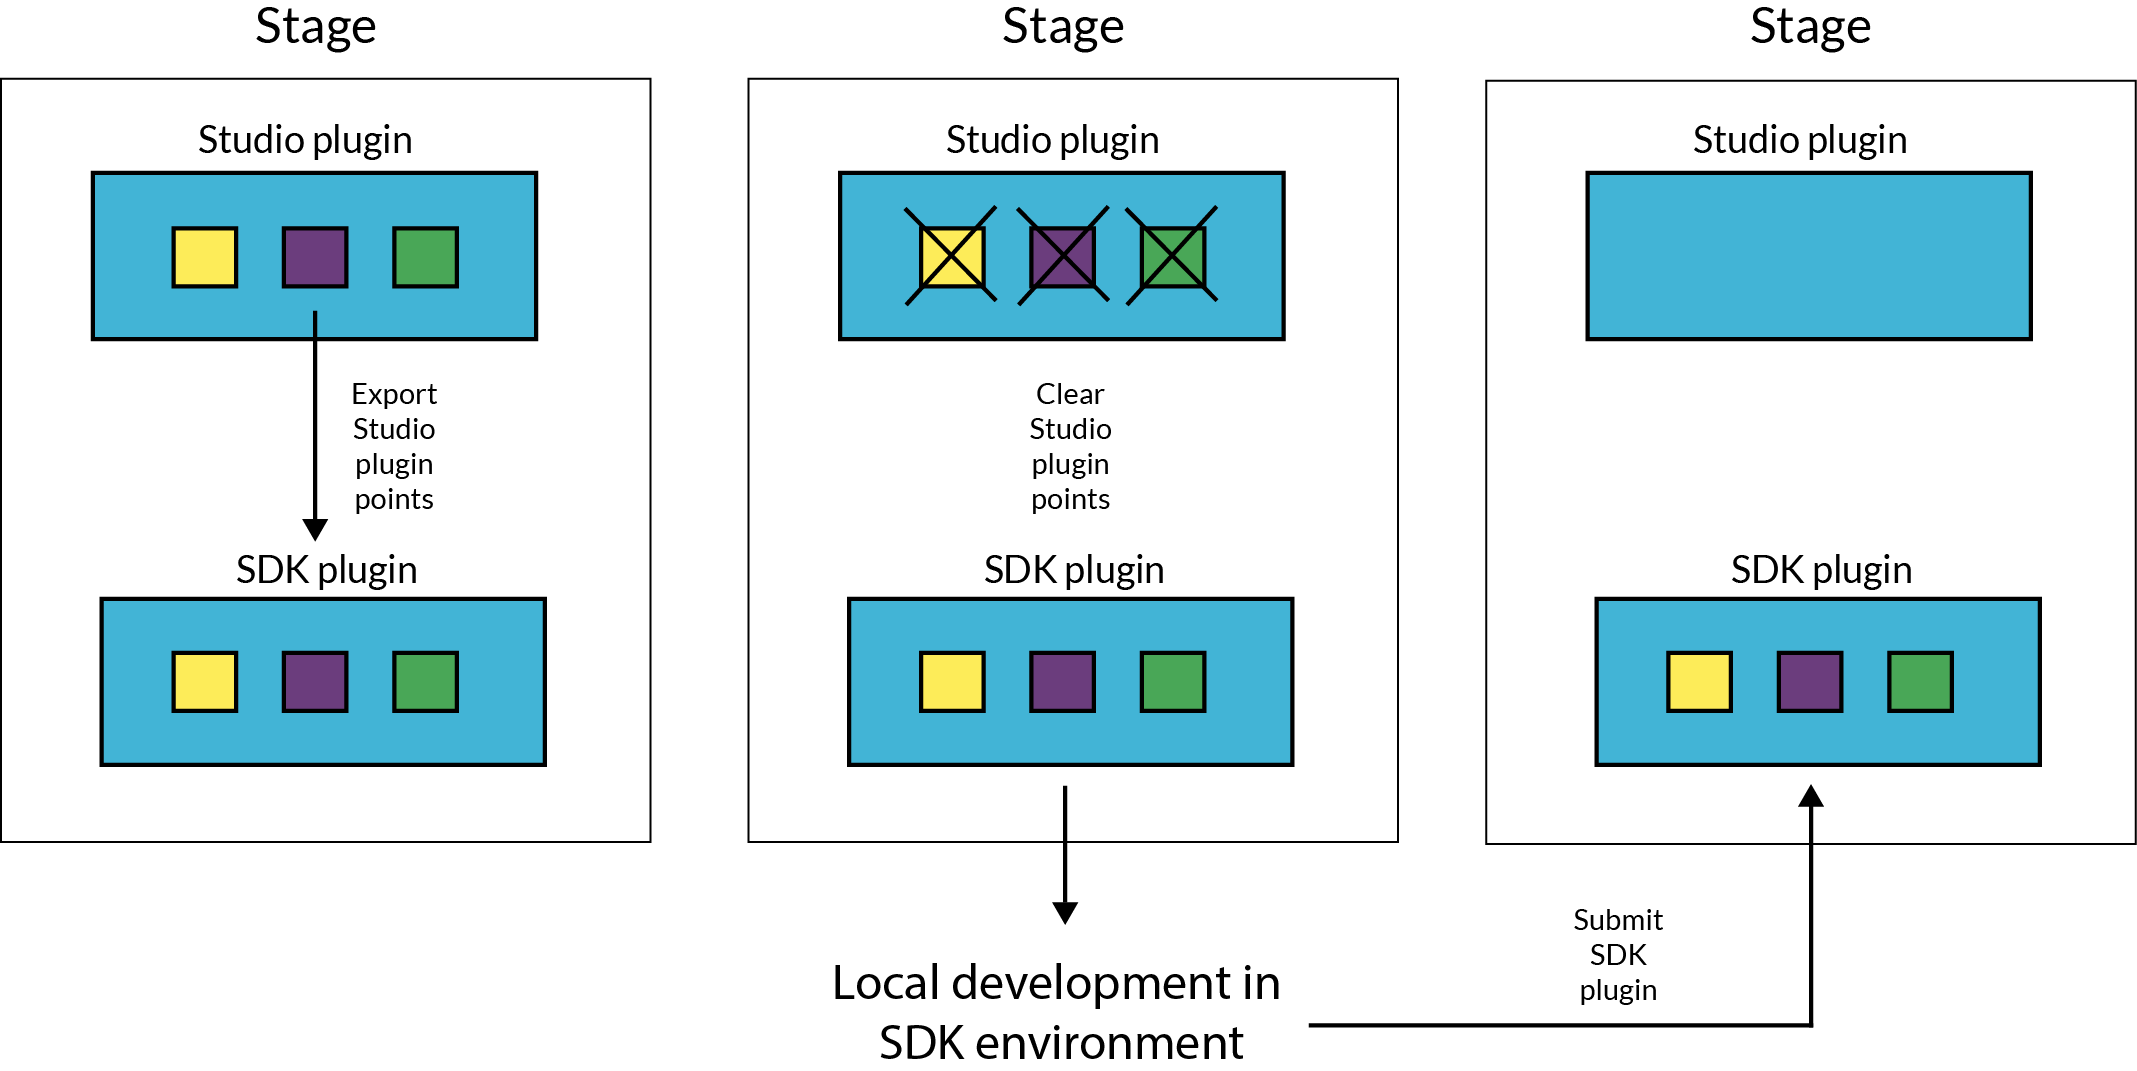 Stage
Studio plugin
Export
Studio
plugin
points
SDK plugin
Stage
Studio plugin
Clear
Studio
plugin
points
SDK plugin
Local development in
SDK environment
Stage
Studio plugin
SDK plugin
Submit
SDK
plugin